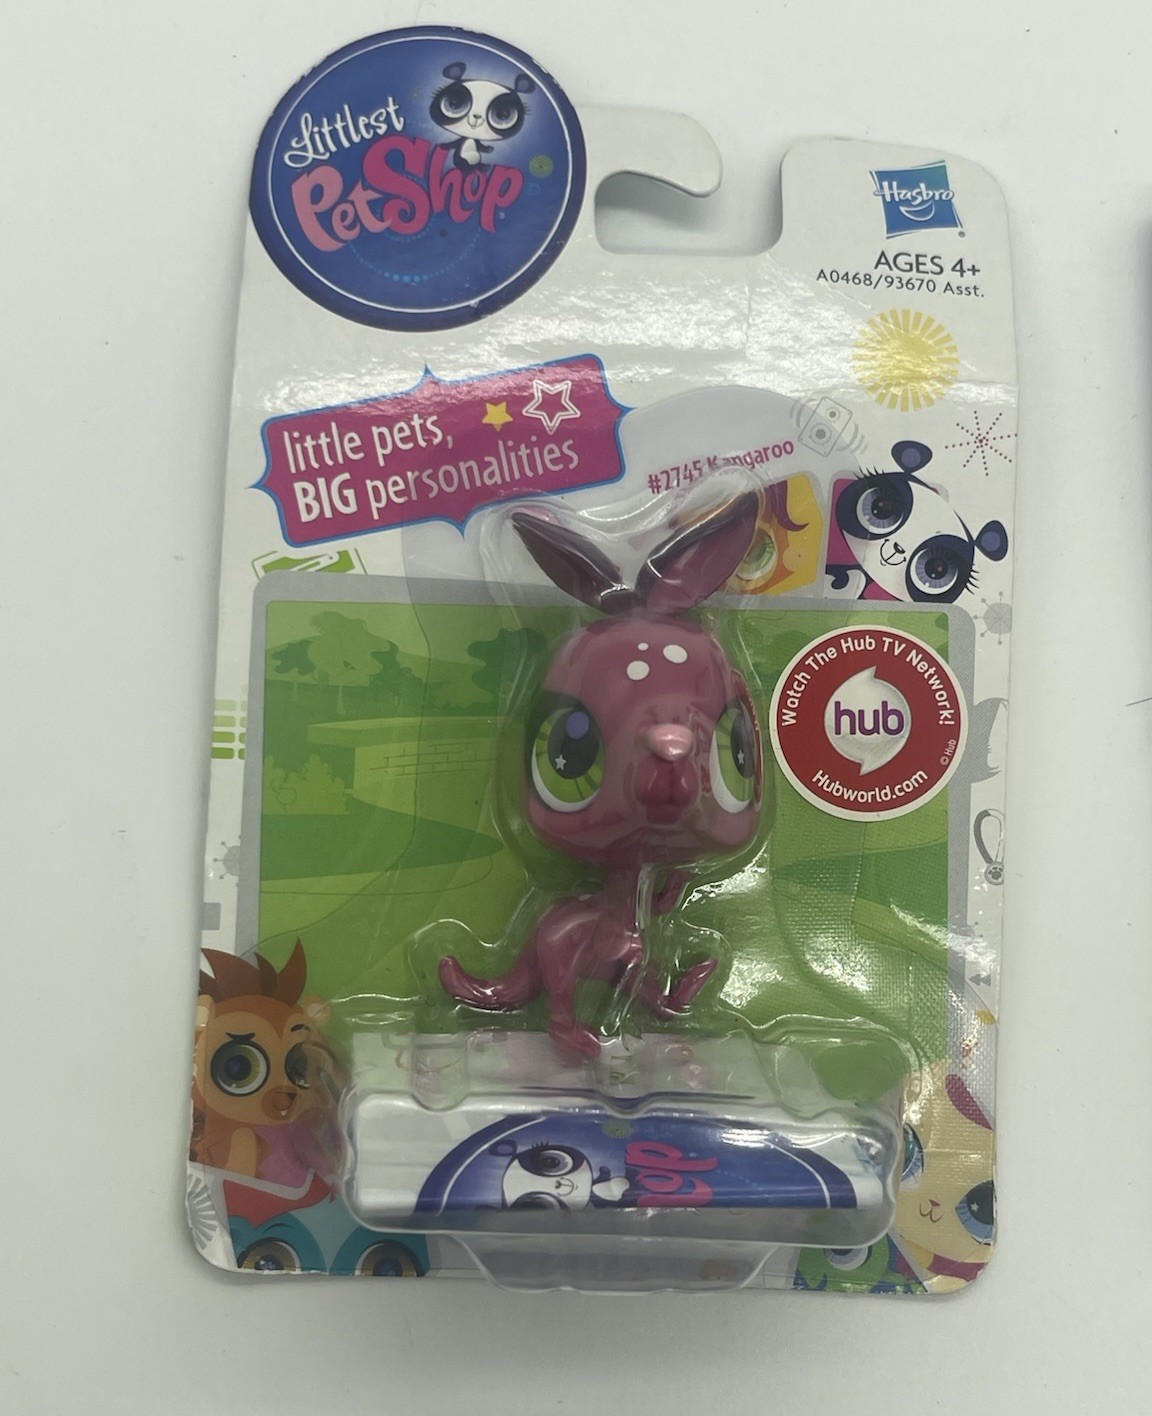 Littlest
PetShop
Hasbro
AGES 4+
A0468/93670 Asst.
little pets,
BIG personalities
#2745 Kangaroo
Watch The Hub TV Network!
hub
© Hub
Hubworld.com